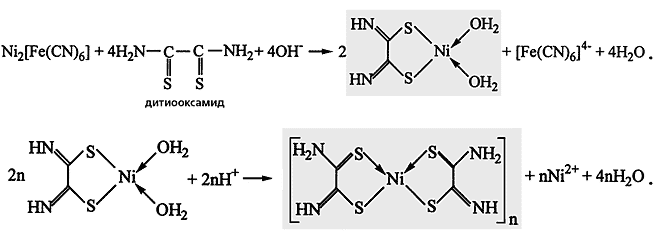 Ni₂[Fe(CN)₆] + 4H₂N—C—C—NH₂ + 4OH⁻ → 2 HN HN S S Ni OH₂ OH₂ + [Fe(CN)₆]⁴⁻ + 4H₂O .
S S
дитиооксамид
2n HN HN S S Ni OH₂ OH₂ + 2nH⁺ → [ H₂N HN S S Ni S S NH₂ NH ]n + nNi²⁺ + 4nH₂O .